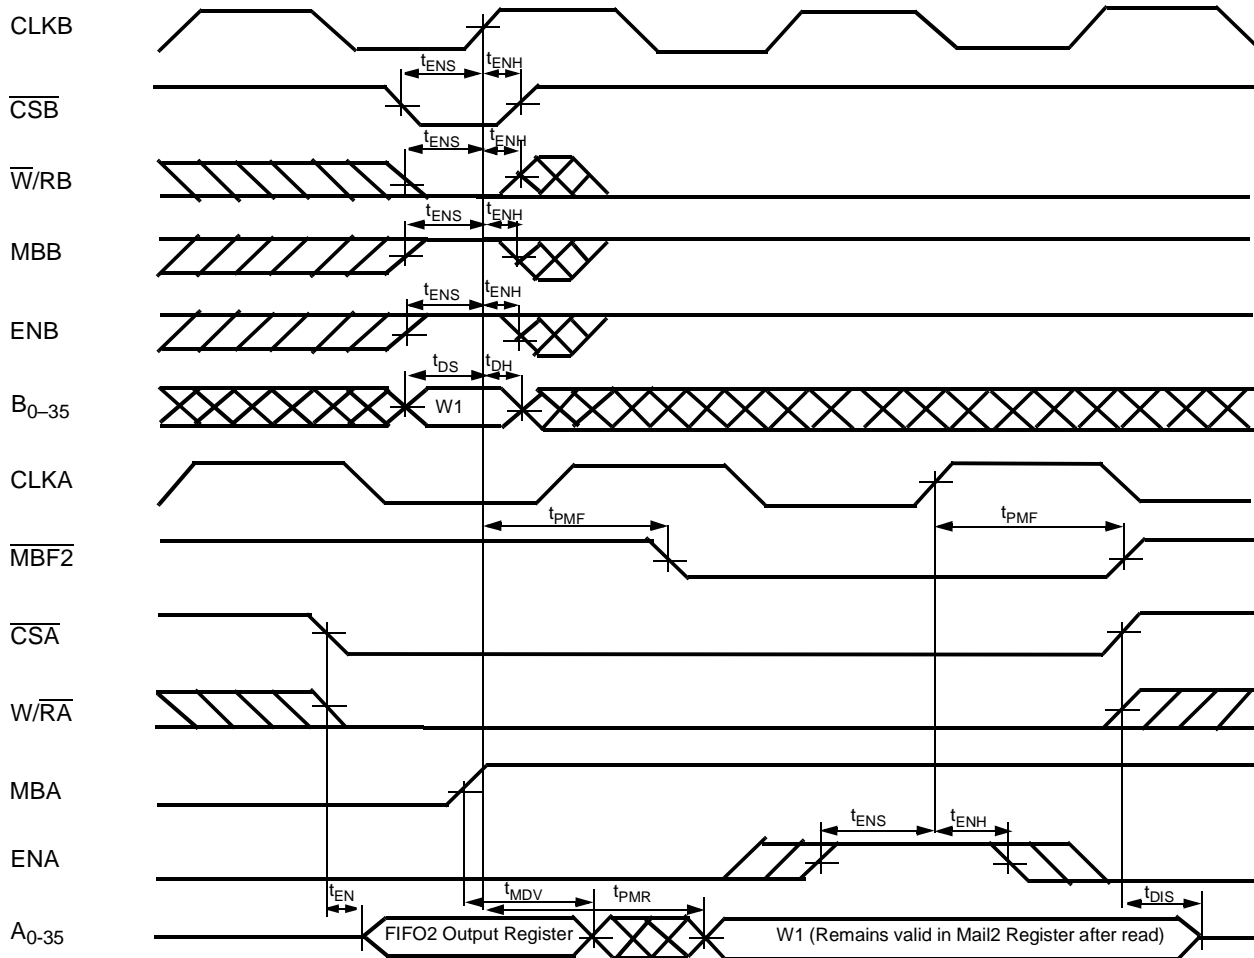 CLKB
tENS tENH
CSB
tENS tENH
W/RB
tENS tENH
MBB
tENS tENH
ENB
tDS tDH
B0–35 W1
CLKA
tPMF tPMF
MBF2
CSA
W/RA
MBA
tENS tENH
ENA
tEN tMDV tPMR tDIS
A0-35 FIFO2 Output Register W1 (Remains valid in Mail2 Register after read)